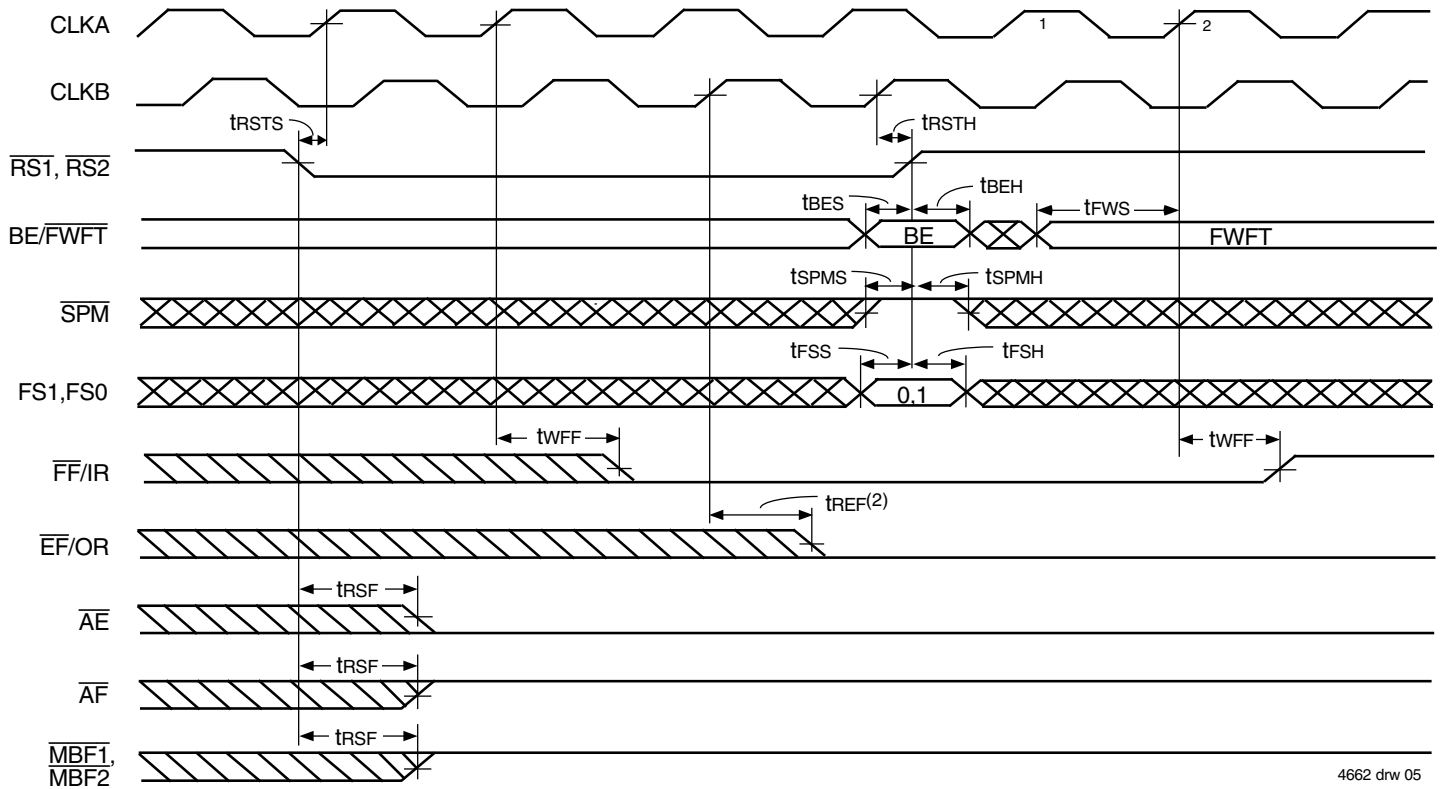 CLKA
1
2
CLKB
tRSTS
tRSTH
RS1, RS2
tBES
tBEH
tFWS
BE/FWFT
BE
FWFT
tSPMS
tSPMH
SPM
tFSS
tFSH
FS1,FS0
0,1
tWFF
tWFF
FF/IR
tREF(2)
EF/OR
tRSF
AE
tRSF
AF
tRSF
MBF1,
MBF2
4662 drw 05